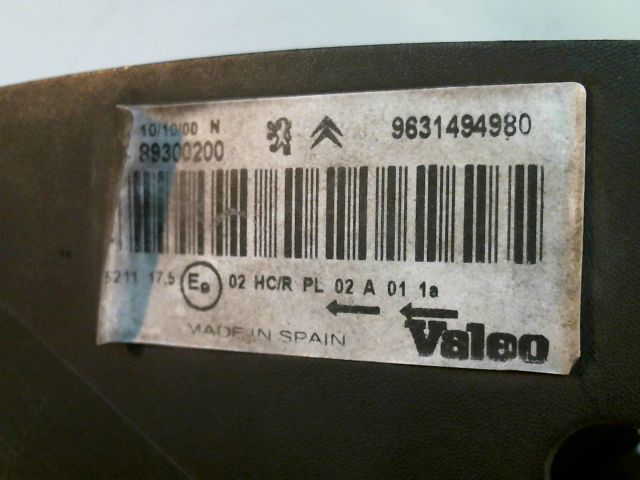 10/10/00 N
9631494980
89300200
5211 17.5 E9 02 HC/R PL 02 A 01 1a
MADE IN SPAIN
Valeo